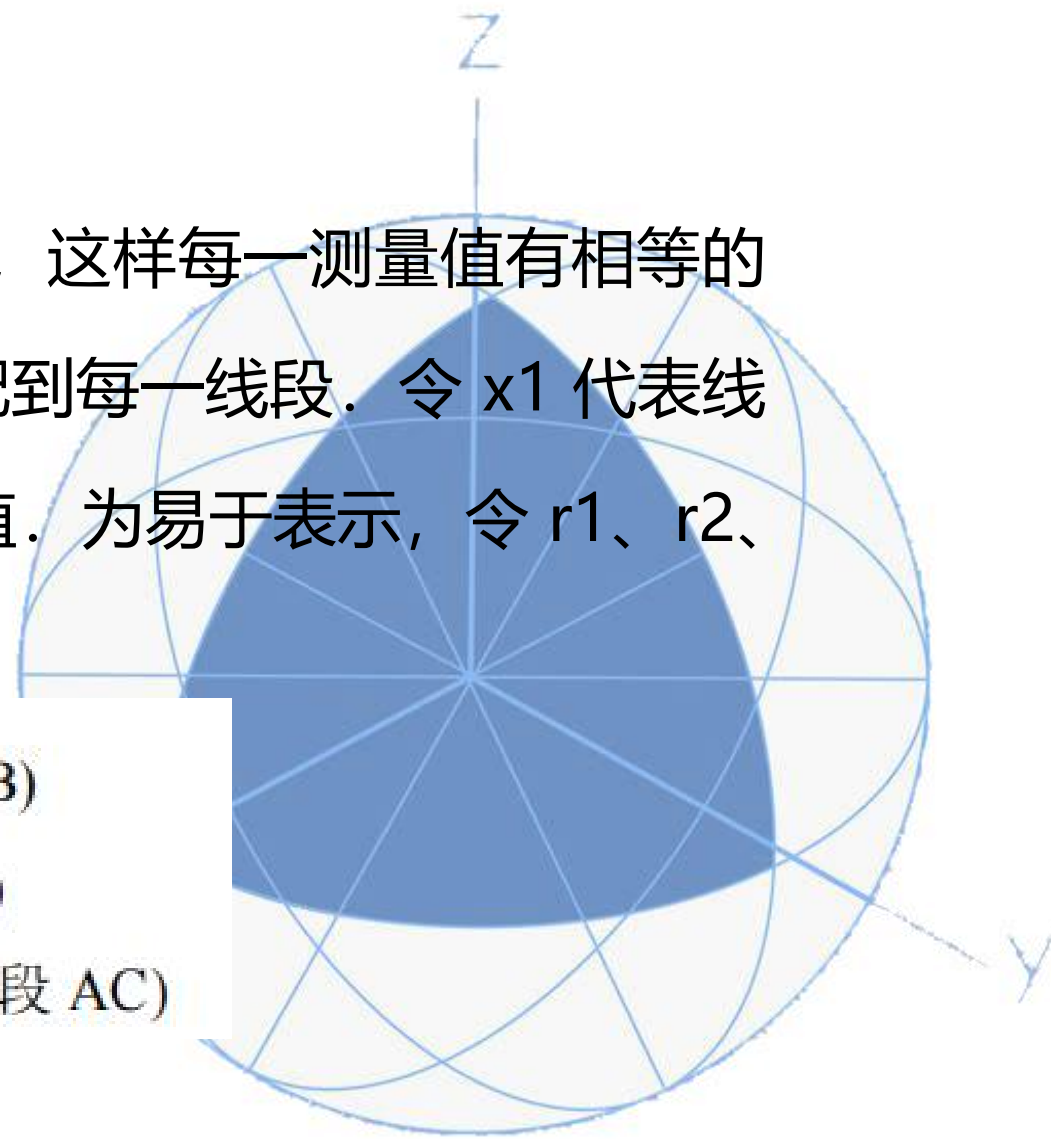 Z
这样每一测量值有相等的
到每一线段．令 x1 代表线
．为易于表示，令 r1、r2、
B)
段 AC)
Y